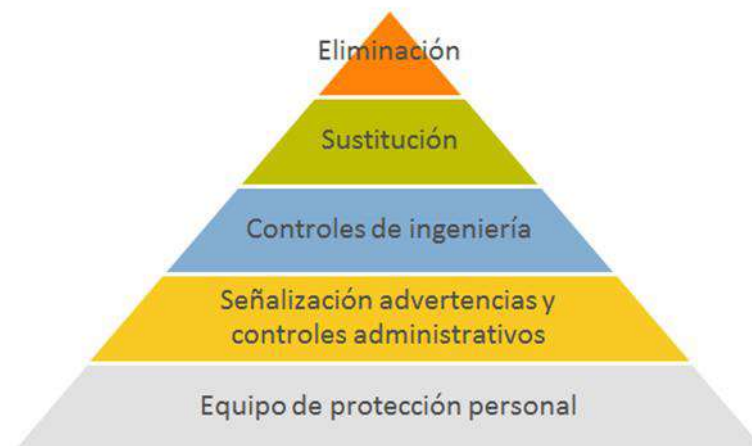 Eliminación
Sustitución
Controles de ingeniería
Señalización advertencias y
controles administrativos
Equipo de protección personal